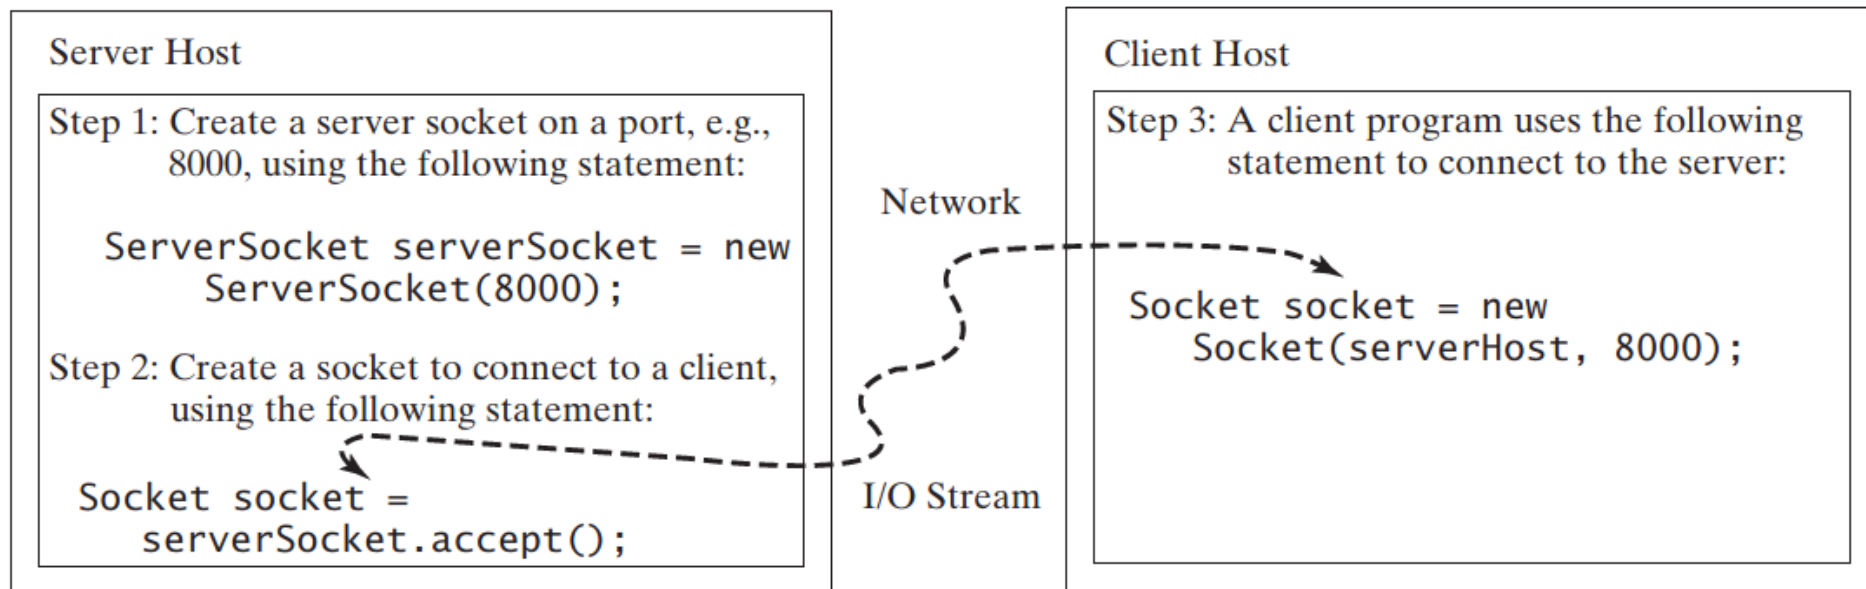 Server Host
Step 1: Create a server socket on a port, e.g.,
8000, using the following statement:
ServerSocket serverSocket = new
ServerSocket(8000);
Step 2: Create a socket to connect to a client,
using the following statement:
Socket socket =
serverSocket.accept();
Network
I/O Stream
Client Host
Step 3: A client program uses the following
statement to connect to the server:
Socket socket = new
Socket(serverHost, 8000);